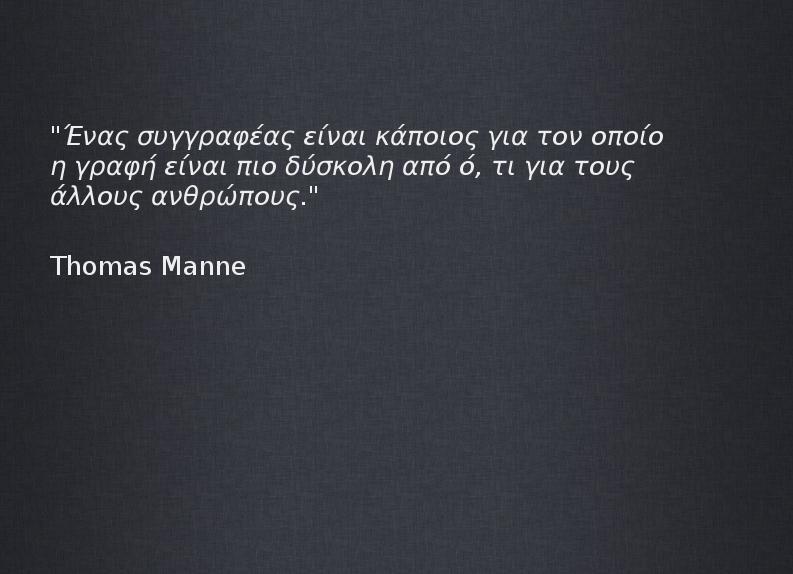 "Ένας συγγραφέας είναι κάποιος για τον οποίο
η γραφή είναι πιο δύσκολη από ό, τι για τους
άλλους ανθρώπους."
Thomas Manne